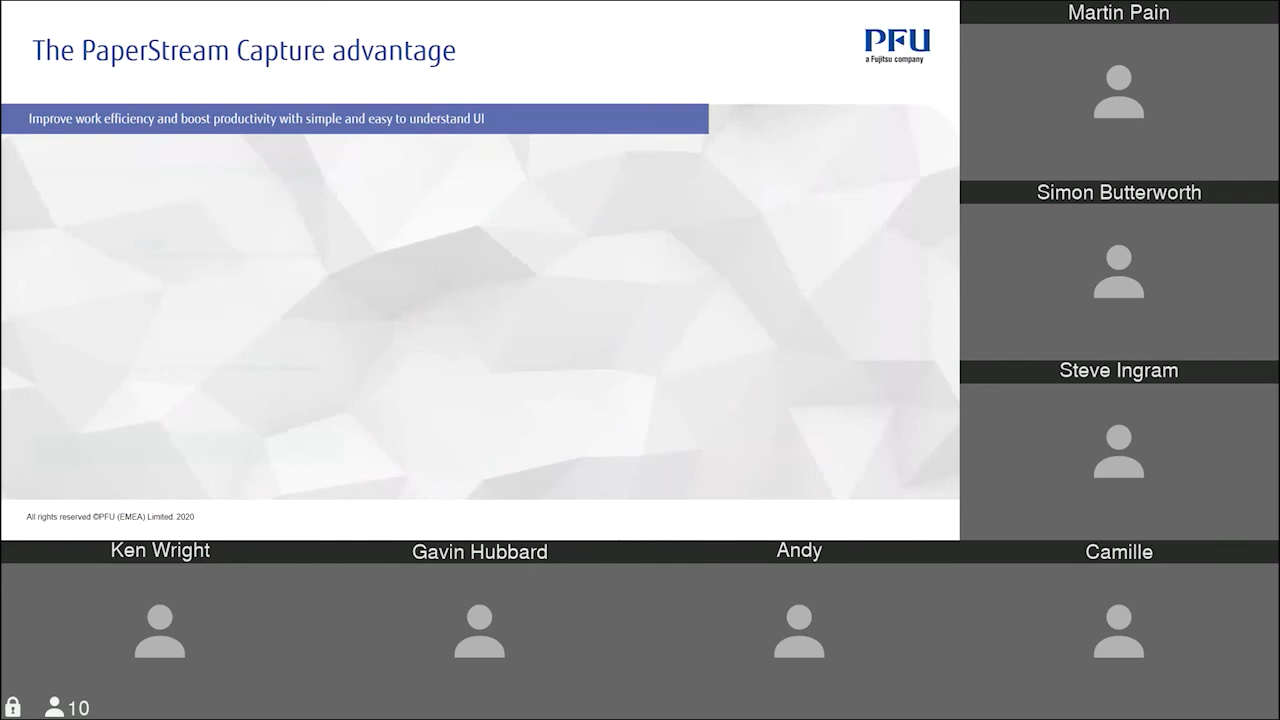 The PaperStream Capture advantage
PFU
a Fujitsu company
Improve work efficiency and boost productivity with simple and easy to understand UI
All rights reserved ©PFU (EMEA) Limited. 2020
Martin Pain
Simon Butterworth
Steve Ingram
Ken Wright
Gavin Hubbard
Andy
Camille
10